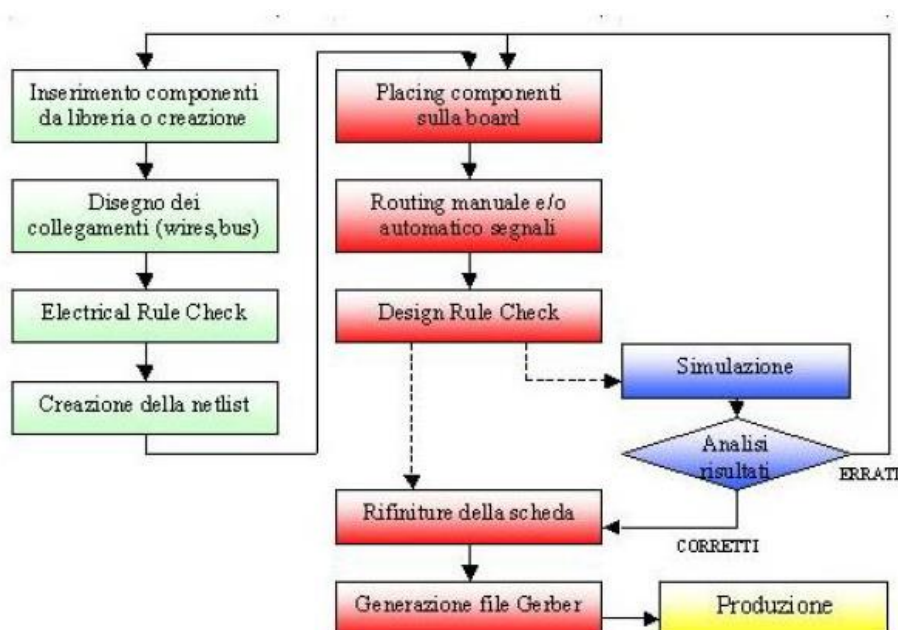 Inserimento componenti
da libreria o creazione
Disegno dei
collegamenti (wires,bus)
Electrical Rule Check
Creazione della netlist
Placing componenti
sulla board
Routing manuale e/o
automatico segnali
Design Rule Check
Simulazione
Analisi
risultati
ERRATI
CORRETTI
Rifiniture della scheda
Generazione file Gerber
Produzione